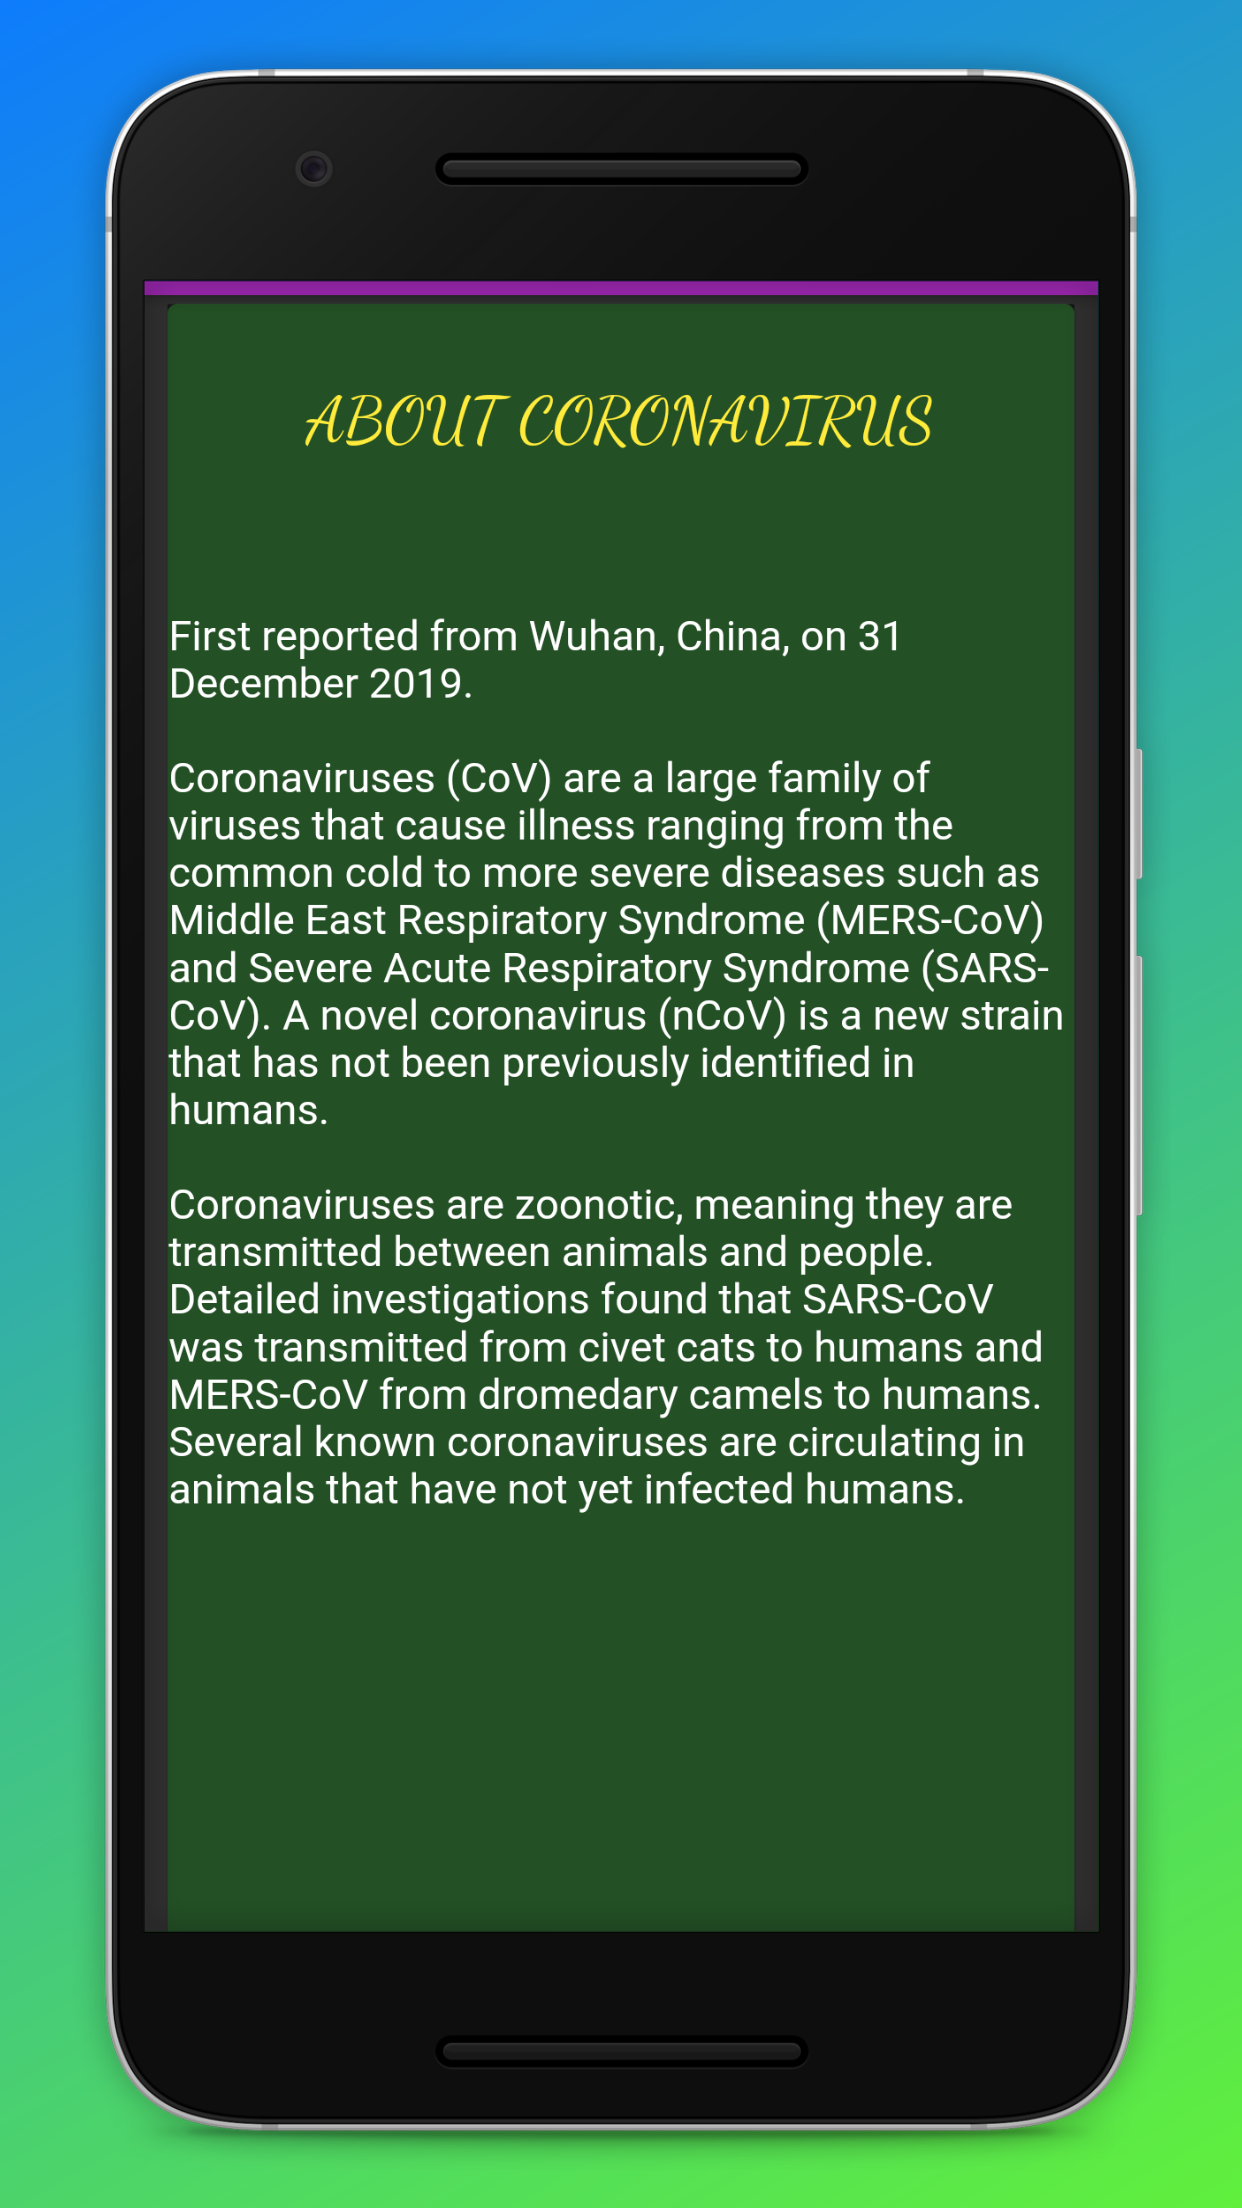 ABOUT CORONAVIRUS
First reported from Wuhan, China, on 31
December 2019.
Coronaviruses (CoV) are a large family of
viruses that cause illness ranging from the
common cold to more severe diseases such as
Middle East Respiratory Syndrome (MERS-CoV)
and Severe Acute Respiratory Syndrome (SARS-
CoV). A novel coronavirus (nCoV) is a new strain
that has not been previously identified in
humans.
Coronaviruses are zoonotic, meaning they are
transmitted between animals and people.
Detailed investigations found that SARS-CoV
was transmitted from civet cats to humans and
MERS-CoV from dromedary camels to humans.
Several known coronaviruses are circulating in
animals that have not yet infected humans.